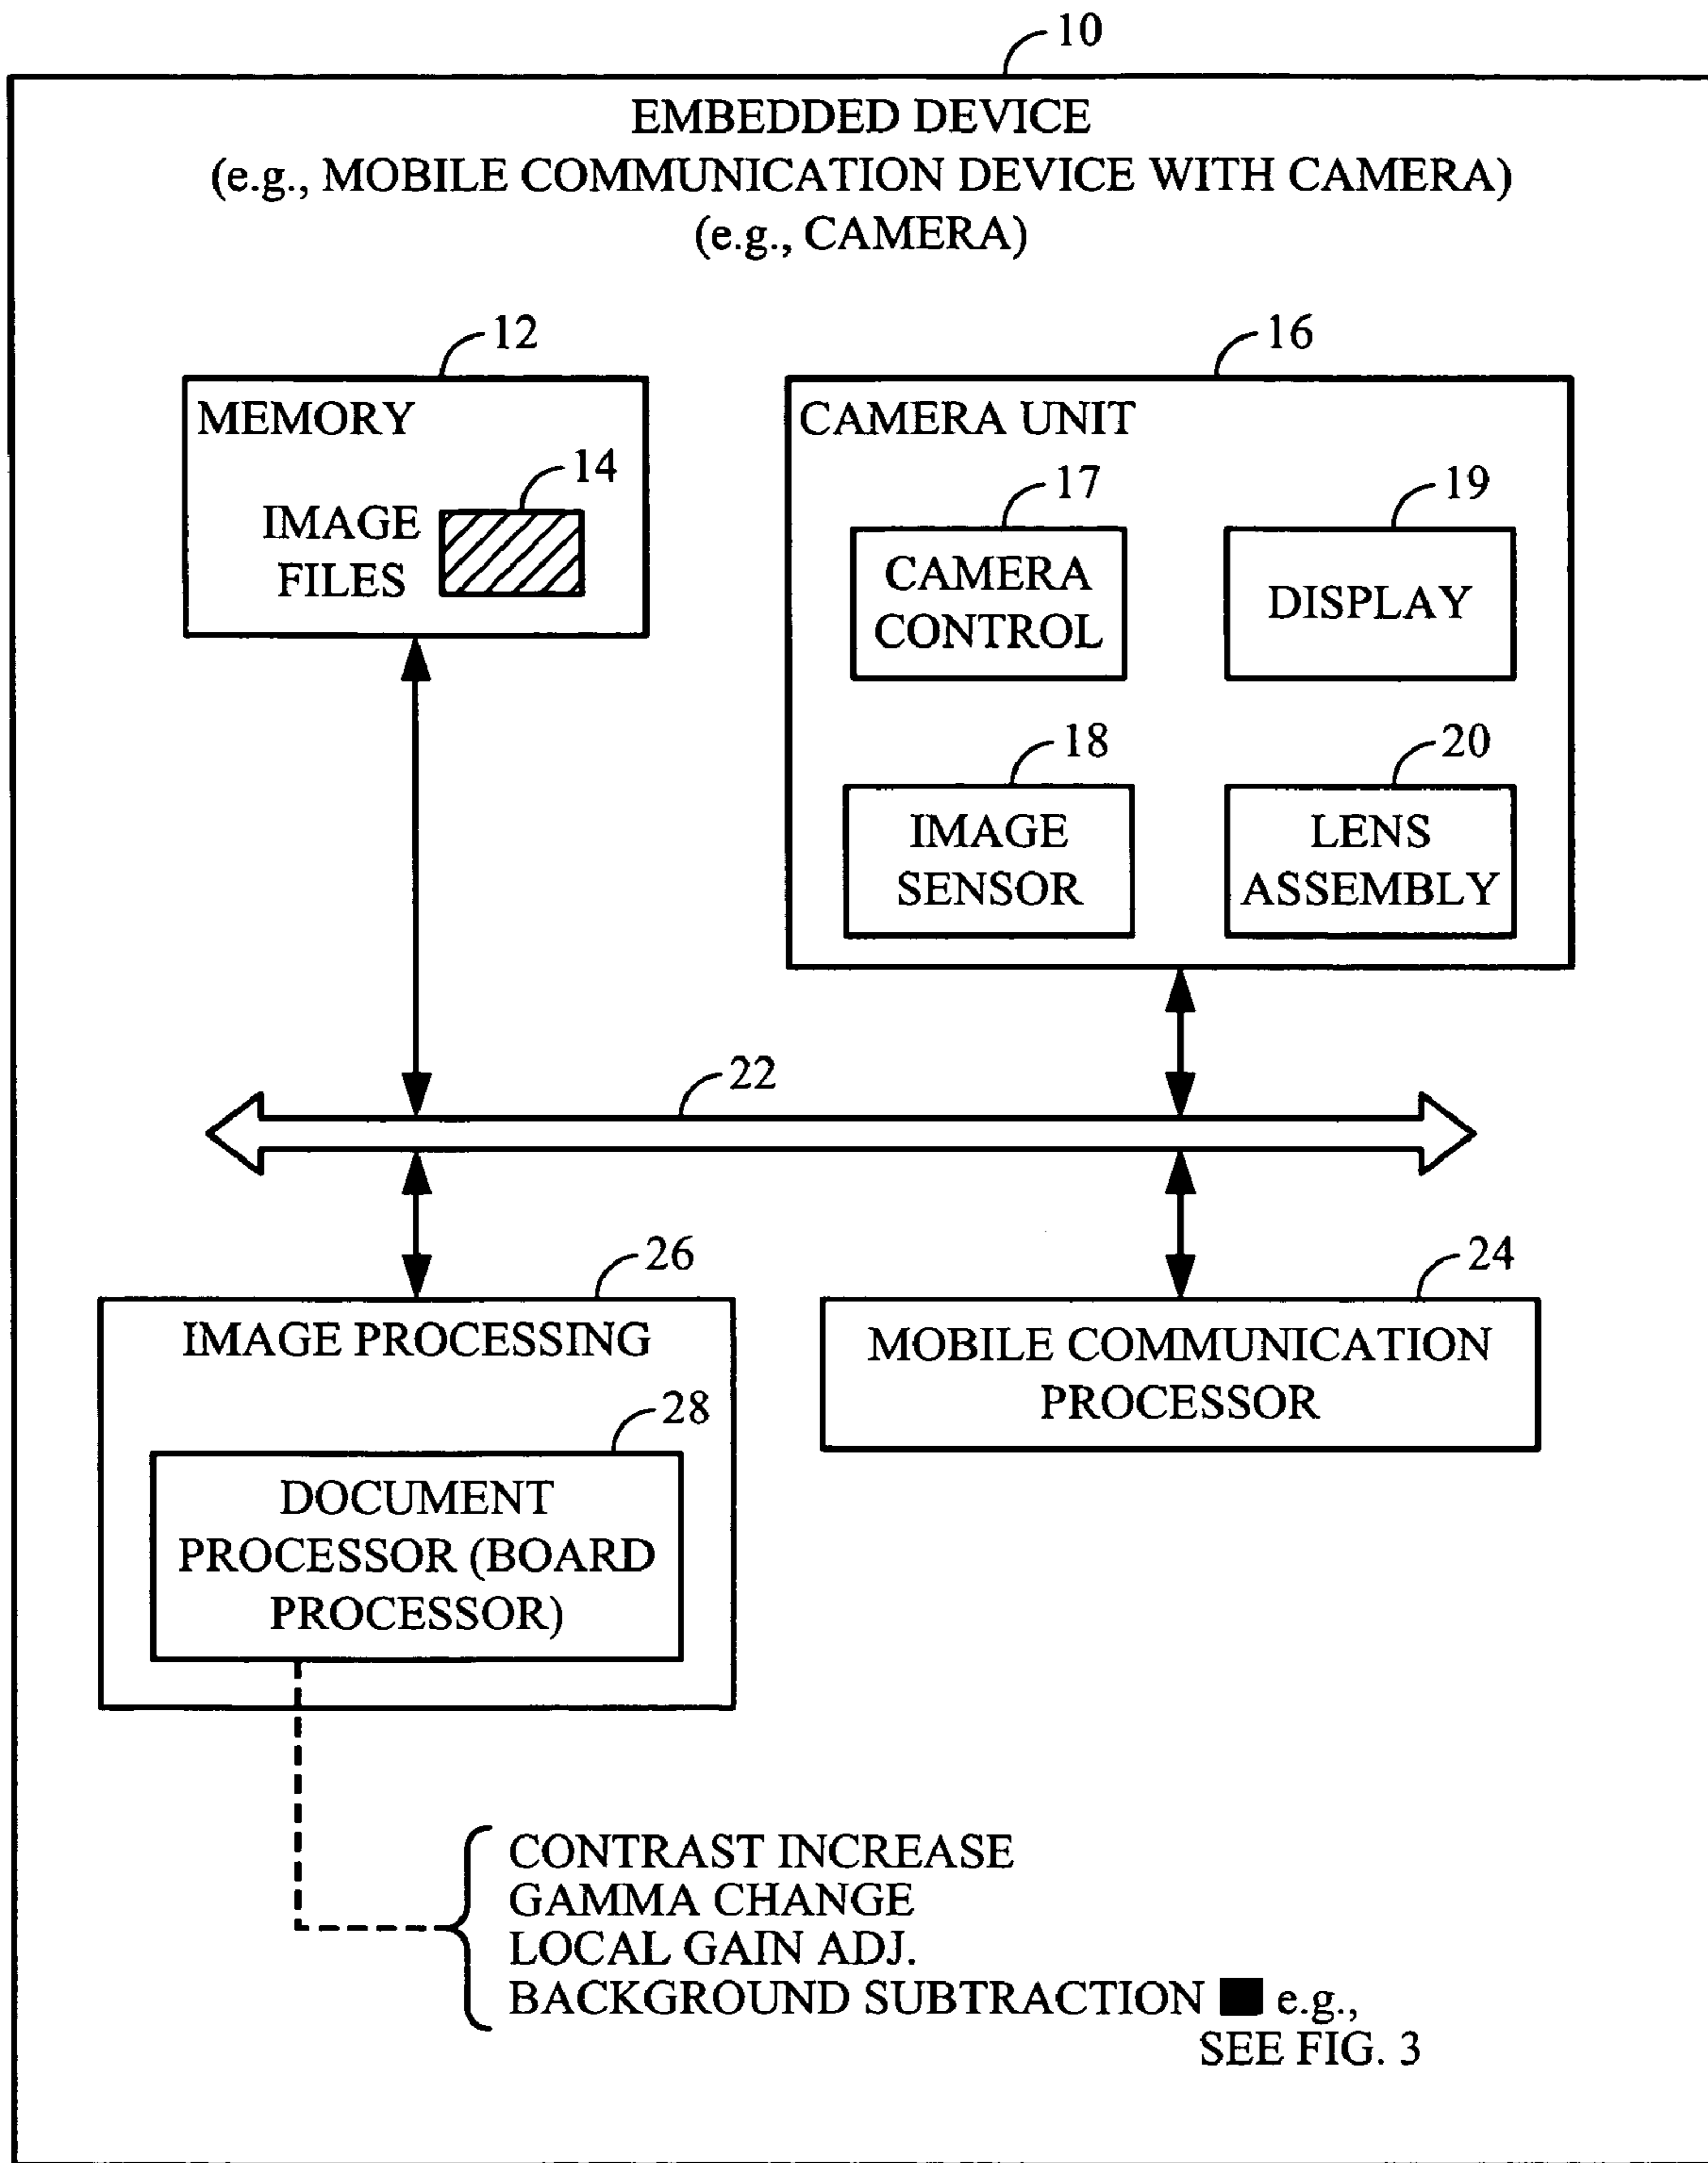 10
EMBEDDED DEVICE
(e.g., MOBILE COMMUNICATION DEVICE WITH CAMERA)
(e.g., CAMERA)
12
MEMORY
14
IMAGE
FILES
16
CAMERA UNIT
17
CAMERA
CONTROL
19
DISPLAY
18
IMAGE
SENSOR
20
LENS
ASSEMBLY
22
26
IMAGE PROCESSING
28
DOCUMENT
PROCESSOR (BOARD
PROCESSOR)
24
MOBILE COMMUNICATION
PROCESSOR
CONTRAST INCREASE
GAMMA CHANGE
LOCAL GAIN ADJ.
BACKGROUND SUBTRACTION ■ e.g.,
SEE FIG. 3